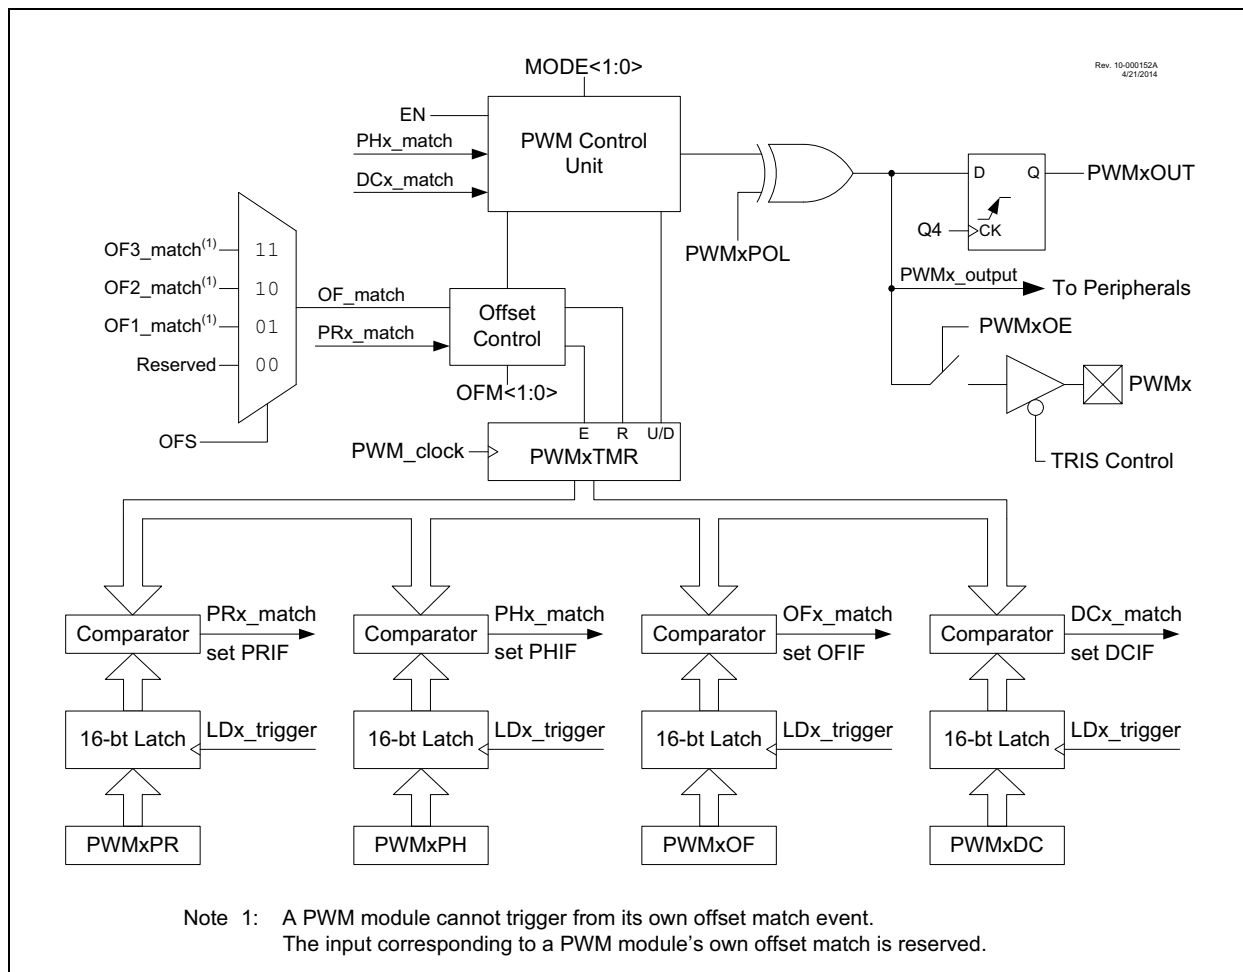 Rev. 10-000152A
4/21/2014
MODE<1:0>
EN
PHx_match
DCx_match
PWM Control
Unit
PWMxPOL
D
Q
Q4
CK
PWMxOUT
PWMx_output
To Peripherals
PWMxOE
PWMx
TRIS Control
OF3_match(1)
11
OF2_match(1)
10
OF1_match(1)
01
Reserved
00
OFS
OF_match
PRx_match
Offset
Control
OFM<1:0>
E
R
U/D
PWM_clock
PWMxTMR
Comparator
PRx_match
set PRIF
Comparator
PHx_match
set PHIF
Comparator
OFx_match
set OFIF
Comparator
DCx_match
set DCIF
16-bt Latch
LDx_trigger
16-bt Latch
LDx_trigger
16-bt Latch
LDx_trigger
16-bt Latch
LDx_trigger
PWMxPR
PWMxPH
PWMxOF
PWMxDC
Note 1: A PWM module cannot trigger from its own offset match event.
The input corresponding to a PWM module's own offset match is reserved.